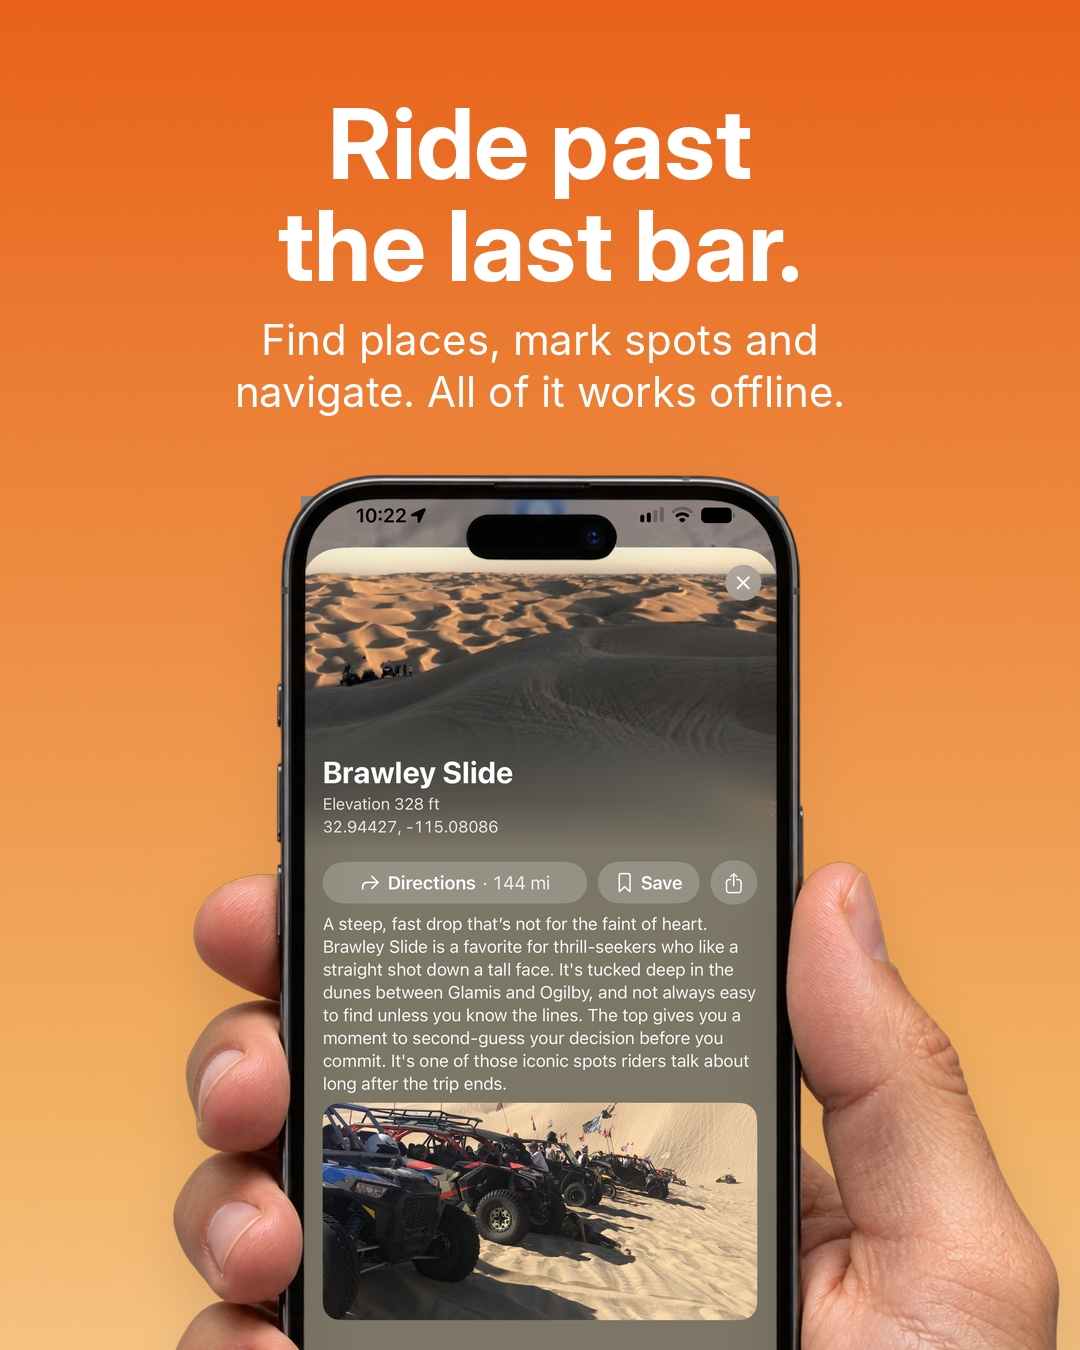 Ride past
the last bar.
Find places, mark spots and
navigate. All of it works offline.
10:22
Brawley Slide
Elevation 328 ft
32.94427, -115.08086
Directions · 144 mi
Save
A steep, fast drop that’s not for the faint of heart.
Brawley Slide is a favorite for thrill-seekers who like a
straight shot down a tall face. It's tucked deep in the
dunes between Glamis and Ogilby, and not always easy
to find unless you know the lines. The top gives you a
moment to second-guess your decision before you
commit. It's one of those iconic spots riders talk about
long after the trip ends.